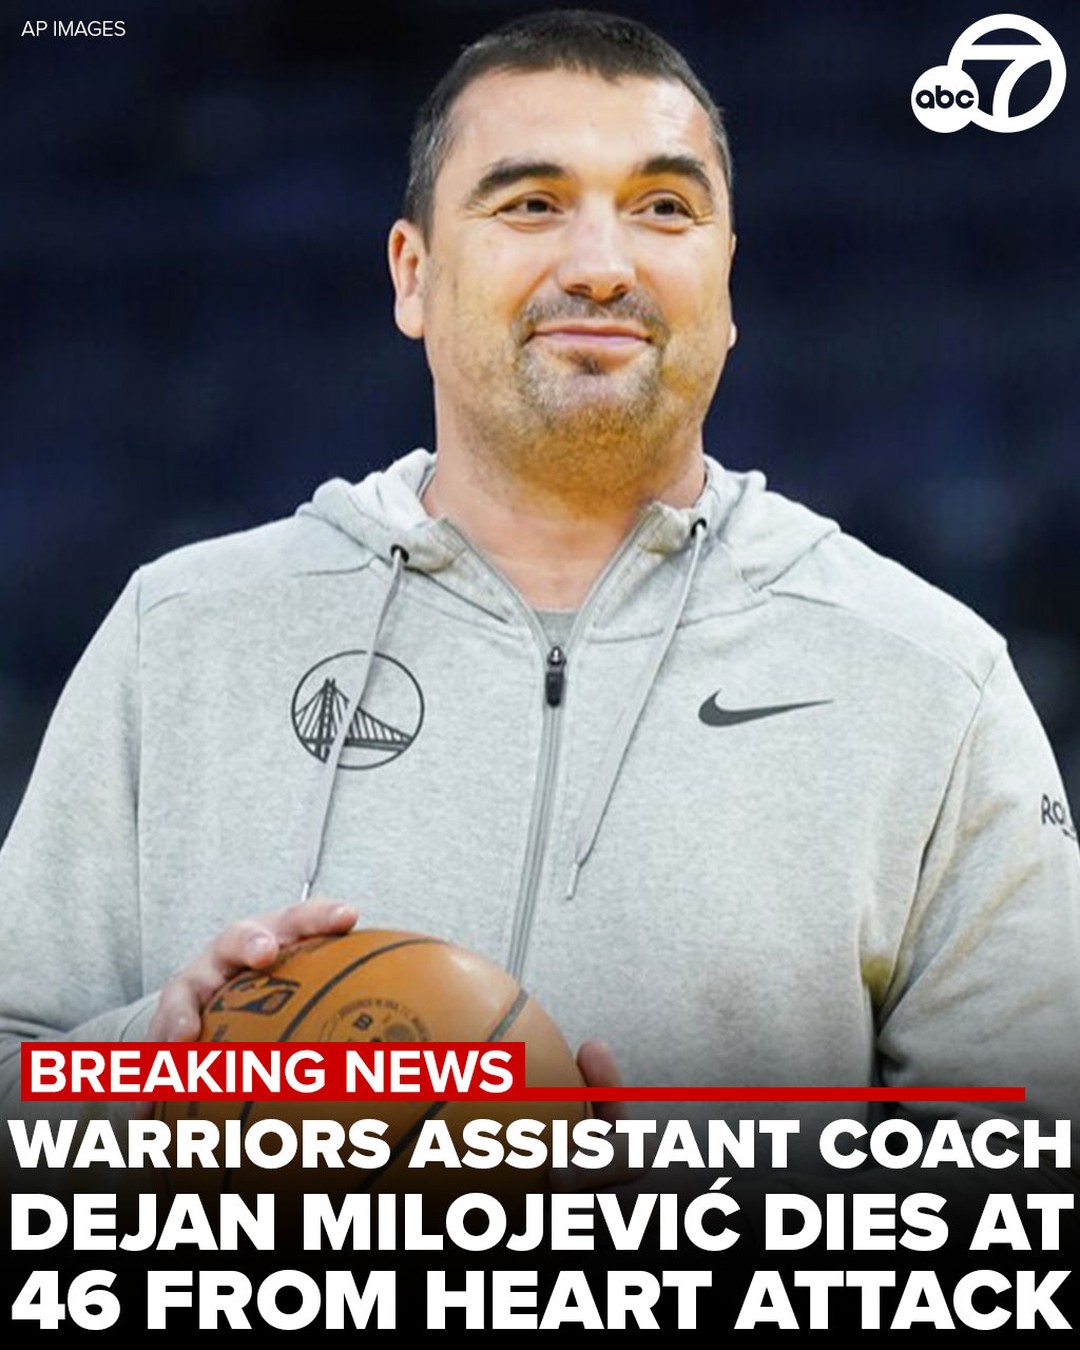 AP IMAGES
abc 7
BREAKING NEWS
WARRIORS ASSISTANT COACH
DEJAN MILOJEVIĆ DIES AT
46 FROM HEART ATTACK